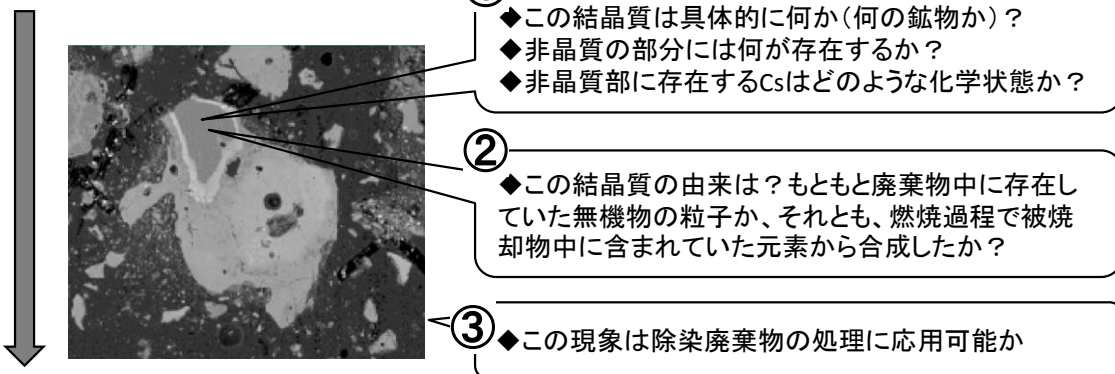 ◆この結晶質は具体的に何か(何の鉱物か)?
◆非晶質の部分には何が存在するか?
◆非晶質部に存在するCsはどのような化学状態か?
②
◆この結晶質の由来は?もともと廃棄物中に存在し
ていた無機物の粒子か、それとも、燃焼過程で被焼
却物中に含まれていた元素から合成したか?
③
◆この現象は除染廃棄物の処理に応用可能か